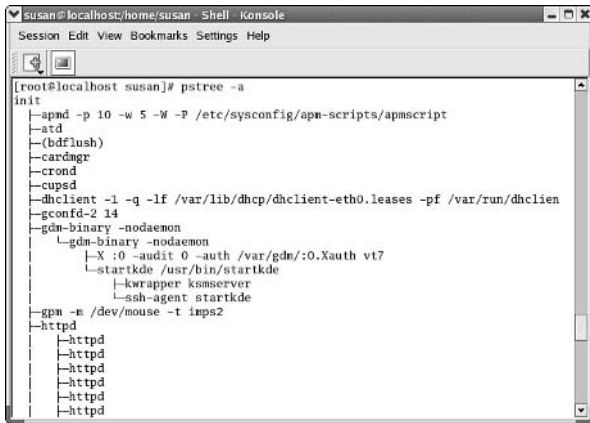 susan@localhost:/home/susan - Shell - Konsole
Session Edit View Bookmarks Settings Help
[root@localhost susan]# pstree -a
init
├─apmd -p 10 -w 5 -W -P /etc/sysconfig/apm-scripts/apmscript
├─atd
├─(bdflush)
├─cardmgr
├─crond
├─cupsd
├─dhclient -1 -q -lf /var/lib/dhcp/dhclient-eth0.leases -pf /var/run/dhclien
├─gconfd-2 14
├─gdm-binary -nodaemon
│   └─gdm-binary -nodaemon
│       ├─X :0 -audit 0 -auth /var/gdm/:0.Xauth vt7
│       └─startkde /usr/bin/startkde
│           ├─kwrapper ksmserver
│           └─ssh-agent startkde
├─gpm -m /dev/mouse -t imps2
├─httpd
│   ├─httpd
│   ├─httpd
│   ├─httpd
│   ├─httpd
│   ├─httpd
│   ├─httpd